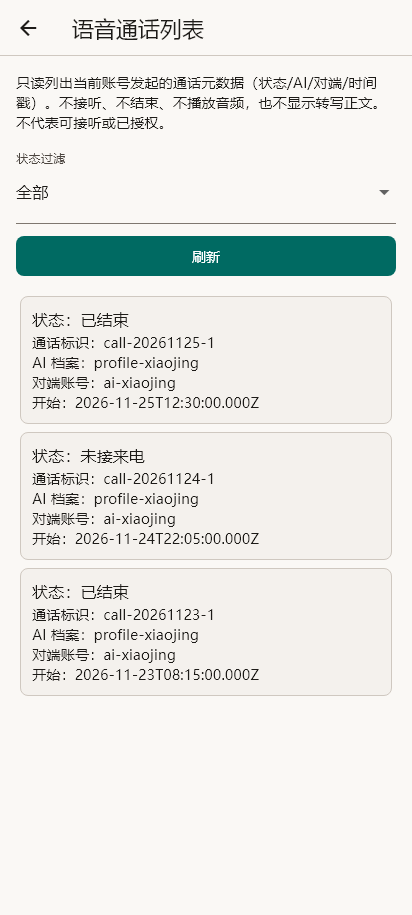 语音通话列表
只读列出当前账号发起的通话元数据（状态/AI/对端/时间
戳）。不接听、不结束、不播放音频，也不显示转写正文。
不代表可接听或已授权。
状态过滤
全部
刷新
状态：已结束
通话标识：call-20261125-1
AI 档案：profile-xiaojing
对端账号：ai-xiaojing
开始：2026-11-25T12:30:00.000Z
状态：未接来电
通话标识：call-20261124-1
AI 档案：profile-xiaojing
对端账号：ai-xiaojing
开始：2026-11-24T22:05:00.000Z
状态：已结束
通话标识：call-20261123-1
AI 档案：profile-xiaojing
对端账号：ai-xiaojing
开始：2026-11-23T08:15:00.000Z